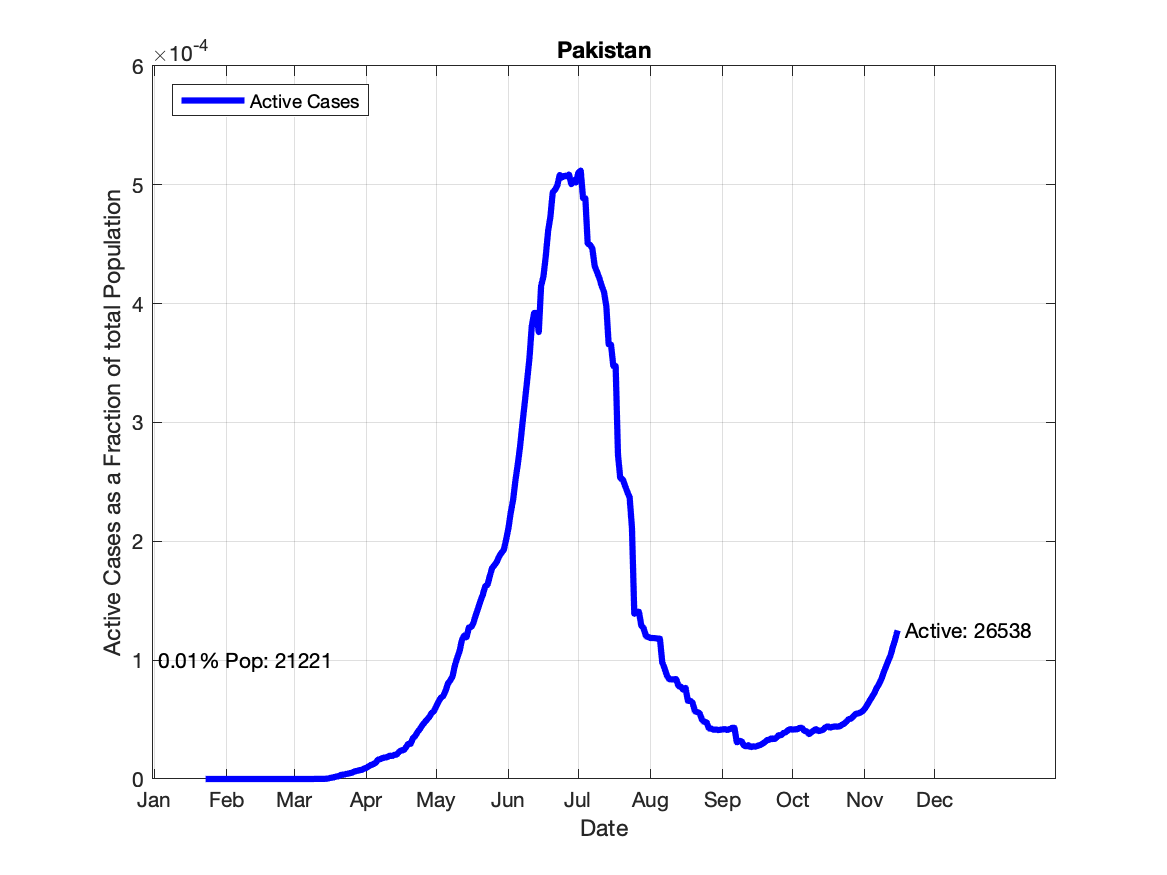 Pakistan
×10-4
Active Cases
6
5
4
3
2
1
0
Active Cases as a Fraction of total Population
0.01% Pop: 21221
Active: 26538
Jan Feb Mar Apr May Jun Jul Aug Sep Oct Nov Dec
Date